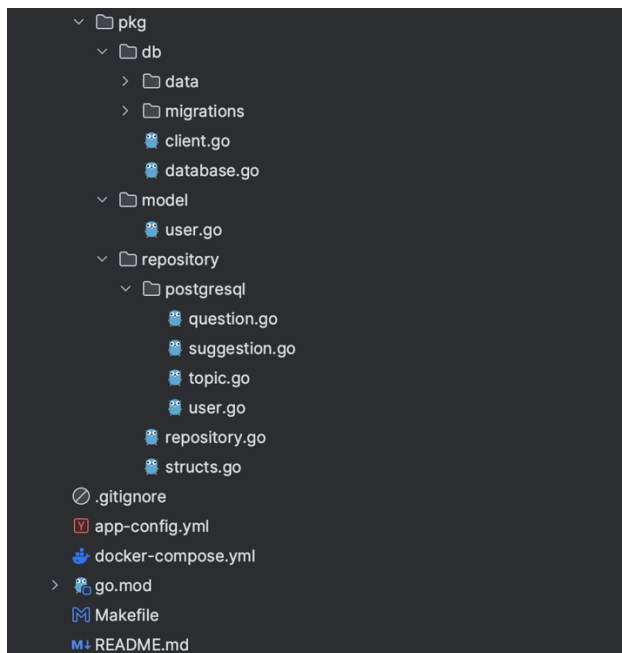 pkg
db
data
migrations
client.go
database.go
model
user.go
repository
postgresql
question.go
suggestion.go
topic.go
user.go
repository.go
structs.go
.gitignore
Y app-config.yml
docker-compose.yml
go.mod
M Makefile
M↓ README.md